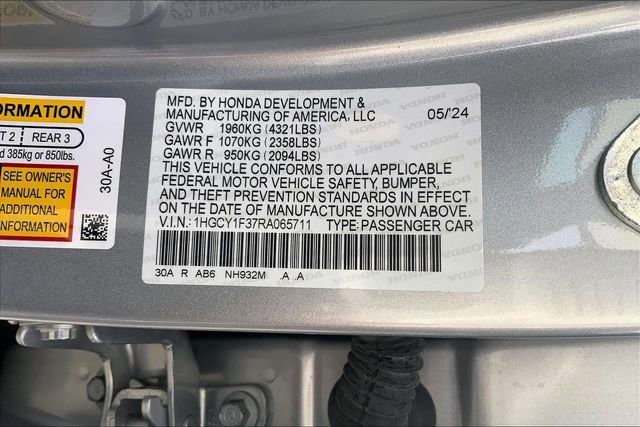 ORMATION
T 2 REAR 3
d 385kg or 850lbs.
SEE OWNER'S
MANUAL FOR
ADDITIONAL
INFORMATION
30A-A0
MFD. BY HONDA DEVELOPMENT &
MANUFACTURING OF AMERICA, LLC 05/'24
GVWR 1960KG (4321LBS)
GAWR F 1070KG (2358LBS)
GAWR R 950KG (2094LBS)
THIS VEHICLE CONFORMS TO ALL APPLICABLE
FEDERAL MOTOR VEHICLE SAFETY, BUMPER,
AND THEFT PREVENTION STANDARDS IN EFFECT
ON THE DATE OF MANUFACTURE SHOWN ABOVE.
V.I.N.: 1HGCY1F37RA065711 TYPE: PASSENGER CAR
30A R AB6 NH932M .A .A